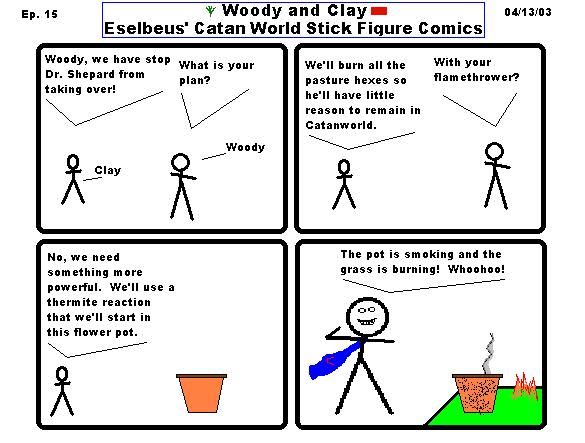 Ep. 15
Woody and Clay
04/13/03
Eselbeus' Catan World Stick Figure Comics
Woody, we have stop
Dr. Shepard from
taking over!
What is your
plan?
Woody
Clay
We'll burn all the
pasture hexes so
he'll have little
reason to remain in
Catanworld.
With your
flamethrower?
No, we need
something more
powerful. We'll use a
thermite reaction
that we'll start in
this flower pot.
The pot is smoking and the
grass is burning! Whoohoo!